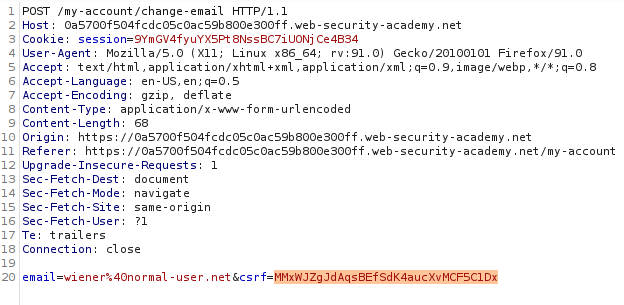 1 POST /my-account/change-email HTTP/1.1
2 Host: 0a5700f504fcdc05c0ac59b800e300ff.web-security-academy.net
3 Cookie: session=9YmGV4fyuYX5Pt8NssBC7iUONjCe4B34
4 User-Agent: Mozilla/5.0 (X11; Linux x86_64; rv:91.0) Gecko/20100101 Firefox/91.0
5 Accept: text/html,application/xhtml+xml,application/xml;q=0.9,image/webp,*/*;q=0.8
6 Accept-Language: en-US,en;q=0.5
7 Accept-Encoding: gzip, deflate
8 Content-Type: application/x-www-form-urlencoded
9 Content-Length: 68
10 Origin: https://0a5700f504fcdc05c0ac59b800e300ff.web-security-academy.net
11 Referer: https://0a5700f504fcdc05c0ac59b800e300ff.web-security-academy.net/my-account
12 Upgrade-Insecure-Requests: 1
13 Sec-Fetch-Dest: document
14 Sec-Fetch-Mode: navigate
15 Sec-Fetch-Site: same-origin
16 Sec-Fetch-User: ?1
17 Te: trailers
18 Connection: close
19
20 email=wiener%40normal-user.net&csrf=MMxWJZgJdAqsBEfSdK4aucXvMCF5C1Dx